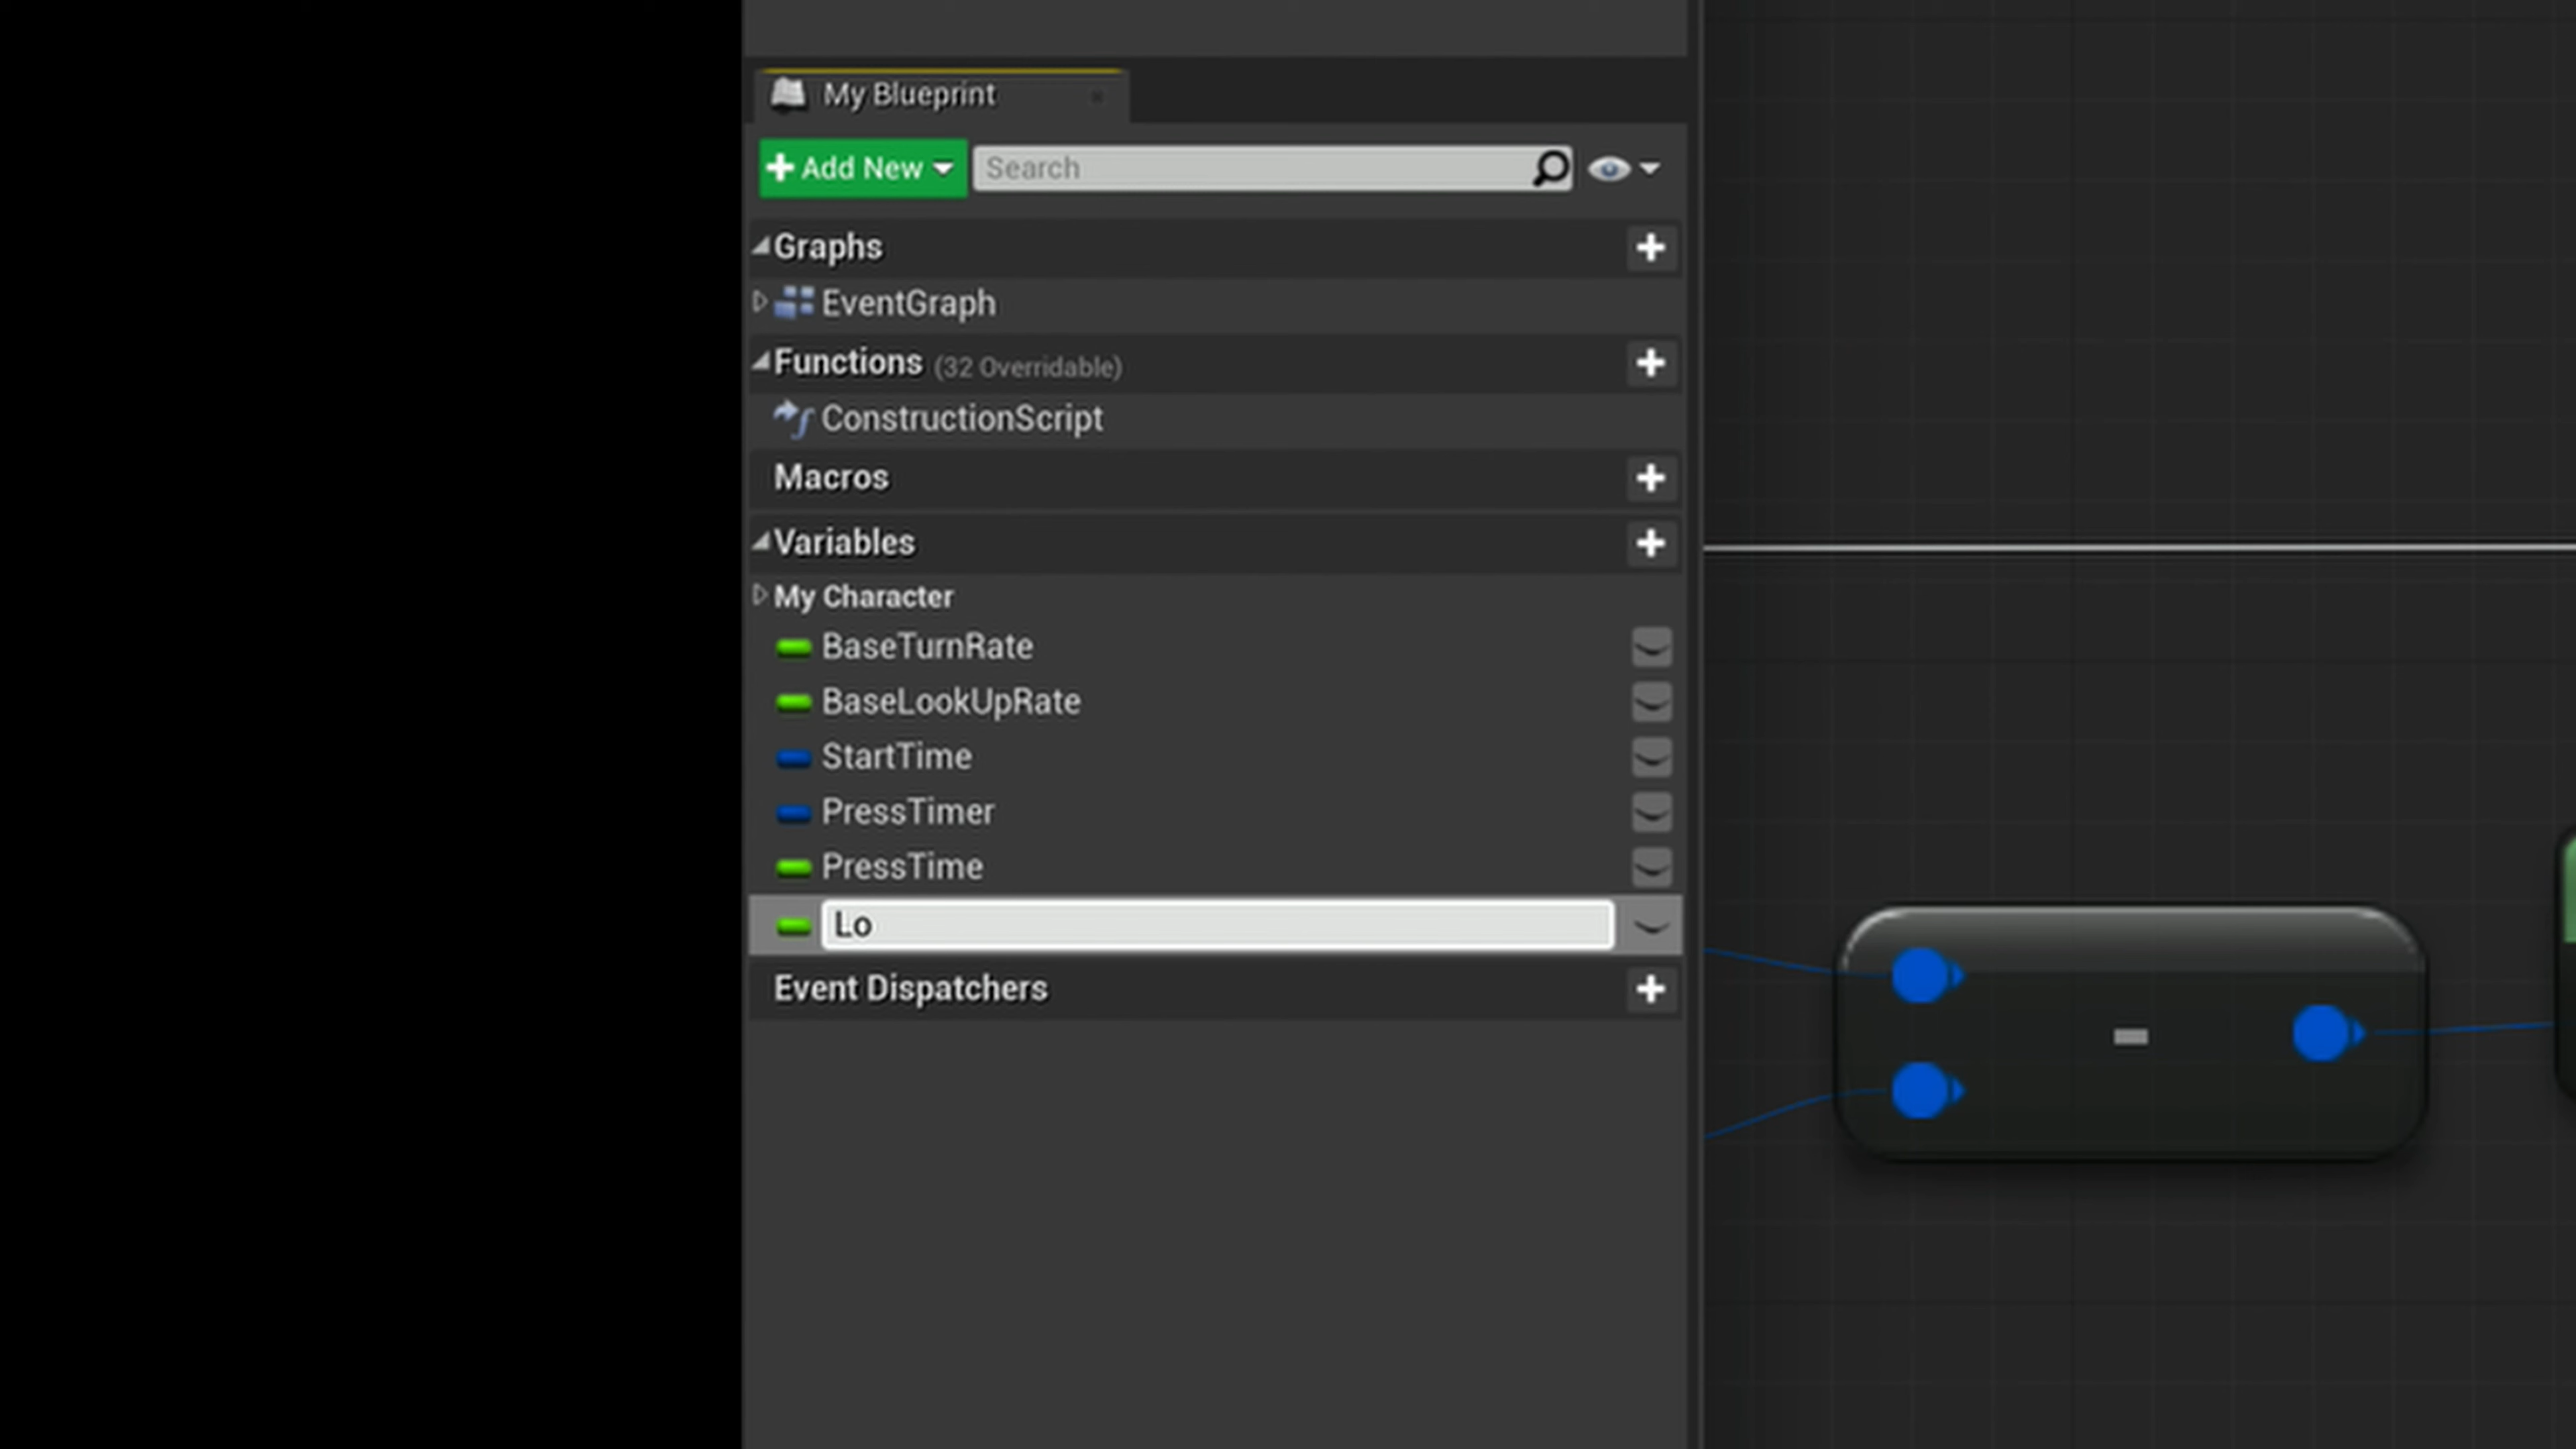 My Blueprint
Add New
Search
Graphs
EventGraph
Functions (32 Overridable)
ConstructionScript
Macros
Variables
My Character
BaseTurnRate
BaseLookUpRate
StartTime
PressTimer
PressTime
Lo
Event Dispatchers